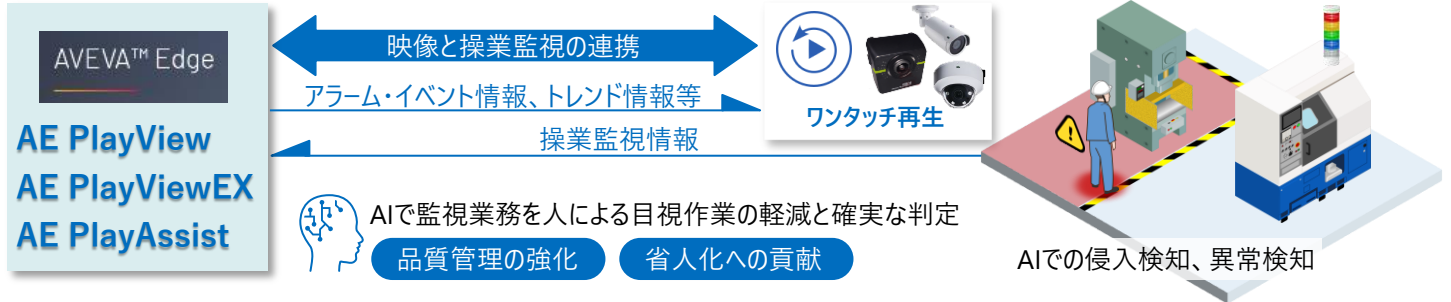 AVEVA™ Edge
AE PlayView
AE PlayViewEX
AE PlayAssist
映像と操業監視の連携
アラーム・イベント情報、トレンド情報等
操業監視情報
ワンタッチ再生
AIで監視業務を人による目視作業の軽減と確実な判定
品質管理の強化
省人化への貢献
AIでの侵入検知、異常検知